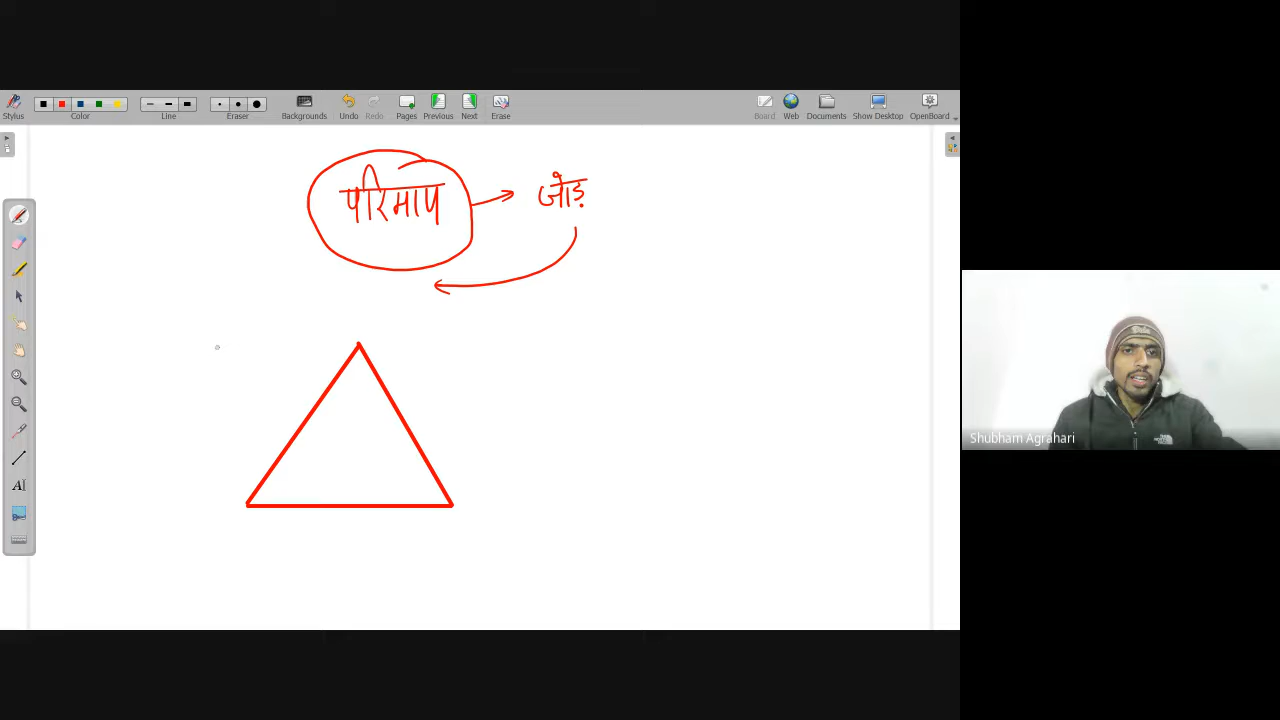 Stylus
Color
Line
Eraser
Backgrounds
Undo
Redo
Pages
Previous
Next
Erase
Board
Web
Documents
Show Desktop
OpenBoard
परिमाप → जोड़
Shubham Agrahari